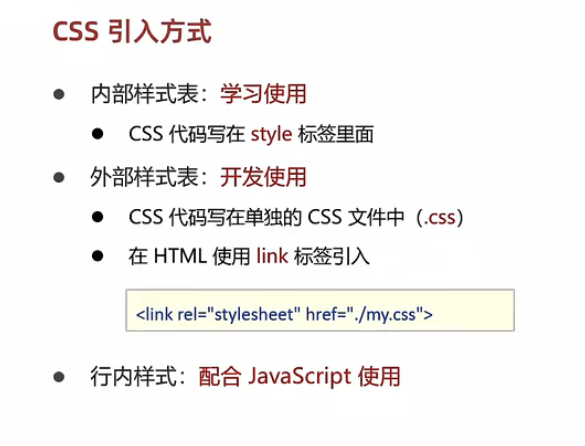 CSS 引入方式
内部样式表：学习使用
CSS 代码写在 style 标签里面
外部样式表：开发使用
CSS 代码写在单独的 CSS 文件中（.css）
在 HTML 使用 link 标签引入
<link rel="stylesheet" href="./my.css">
行内样式：配合 JavaScript 使用